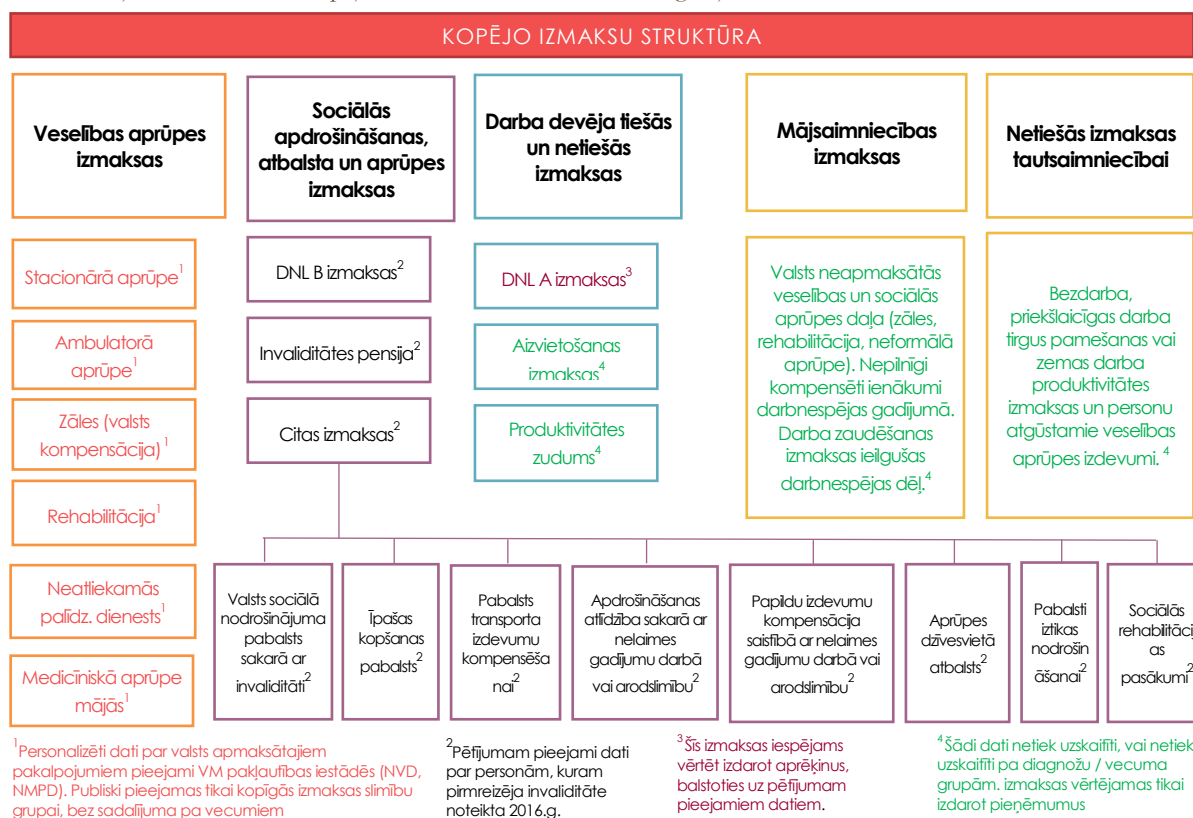 KOPĒJO IZMAKSU STRUKTŪRA
Veselības aprūpes
izmaksas
Sociālās
apdrošināšanas,
atbalsta un aprūpes
izmaksas
Darba devēja tiešās
un netiešās
izmaksas
Mājsaimniecības
izmaksas
Netiešās izmaksas
tautsaimniecībai
Stacionārā aprūpe¹
Ambulatorā
aprūpe¹
Zāles (valsts
kompensācija)¹
Rehabilitācija¹
Neatliekamās
palīdz. dienests¹
Medicīniskā aprūpe
mājās¹
DNL B izmaksas²
Invaliditātes pensija²
Citas izmaksas²
DNL A izmaksas³
Aizvietošanas
izmaksas⁴
Produktivitātes
zudums⁴
Valsts neapmaksātās
veselības un sociālās
aprūpes daļa (zāles,
rehabilitācija, neformālā
aprūpe). Nepilnīgi
kompensēti ienākumi
darbnespējas gadījumā.
Darba zaudēšanas
izmaksas ieilgušas
darbnespējas dēļ.⁴
Bezdarba,
priekšlaicīgas darba
tirgus pamešanas vai
zemas darba
produktivitātes
izmaksas un personu
atgūstamie veselības
aprūpes izdevumi. ⁴
Valsts sociālā
nodrošinājuma
pabalsts
sakarā ar
invaliditāti²
Īpašas
kopšanas
pabalsts²
Pabalsts
transporta
izdevumu
kompensēša
nai²
Apdrošināšanas
atlīdzība sakarā ar
nelaimes
gadījumu darbā
vai arodslimību²
Papildu izdevumu
kompensācija
saistībā ar nelaimes
gadījumu darbā vai
arodslimību²
Aprūpes
dzīvesvietā
atbalsts²
Pabalsti
iztikas
nodrošin
āšanai²
Sociālās
rehabilitācij
as
pasākumi²
¹Personalizēti dati par valsts apmaksātajiem
pakalpojumiem pieejami VM pakļautības iestādēs (NVD,
NMPD). Publiski pieejamas tikai kopīgās izmaksas slimību
grupai, bez sadalījuma pa vecumiem
²Pētījumam pieejami dati
par personām, kuram
pirmreizēja invaliditāte
noteikta 2016.g.
³Šīs izmaksas iespējams
vērtēt izdarot aprēķinus,
balstoties uz pētījumam
pieejamiem datiem.
⁴Šādi dati netiek uzskaitīti, vai netiek
uzskaitīti pa diagnožu / vecuma
grupām. izmaksas vērtējamas tikai
izdarot pieņēmumus